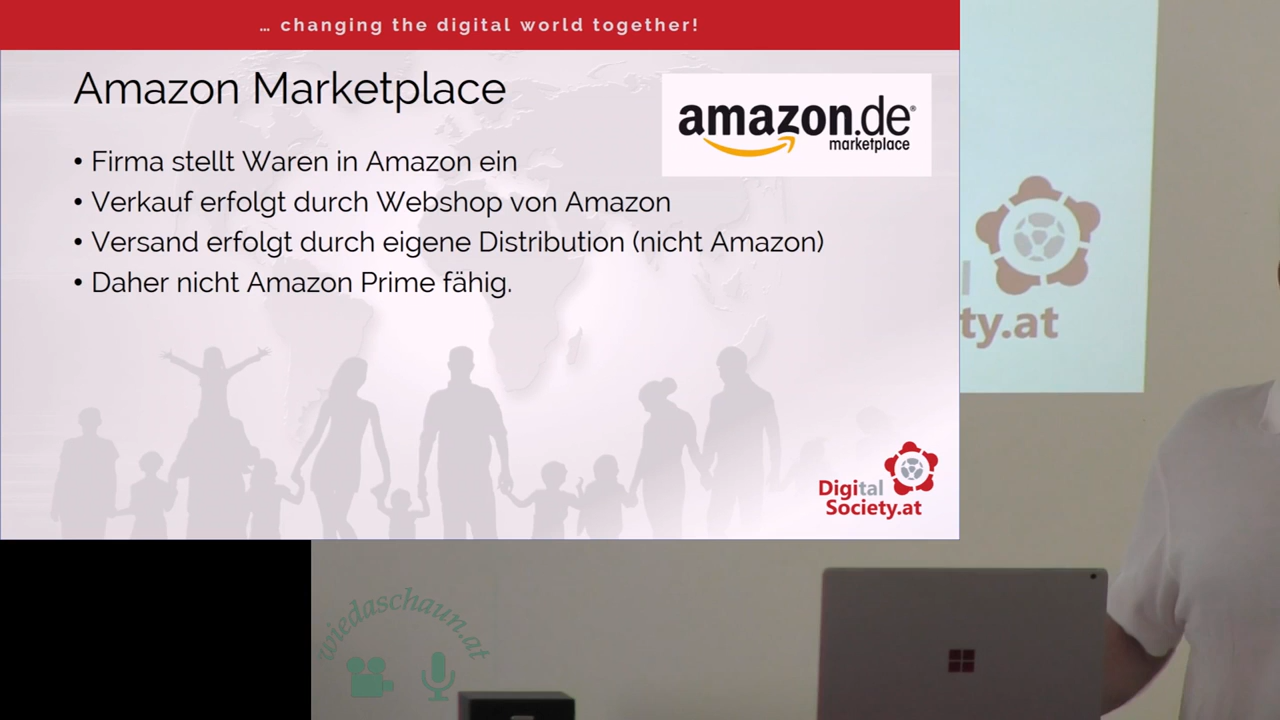 … changing the digital world together!
Amazon Marketplace
amazon.de®
marketplace
• Firma stellt Waren in Amazon ein
• Verkauf erfolgt durch Webshop von Amazon
• Versand erfolgt durch eigene Distribution (nicht Amazon)
• Daher nicht Amazon Prime fähig.
l
ty.at
Digital
Society.at
wiedaschaun.at